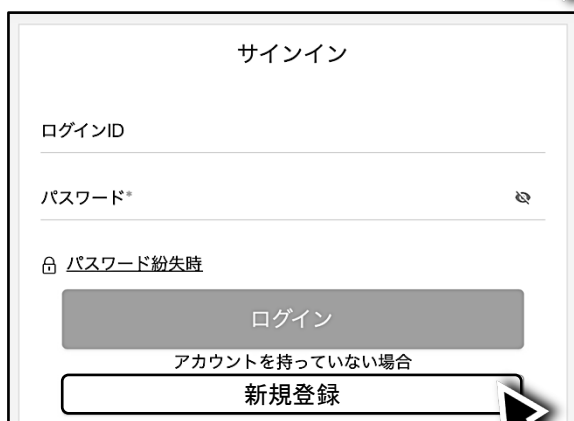 サインイン
ログインID
パスワード*
パスワード紛失時
ログイン
アカウントを持っていない場合
新規登録